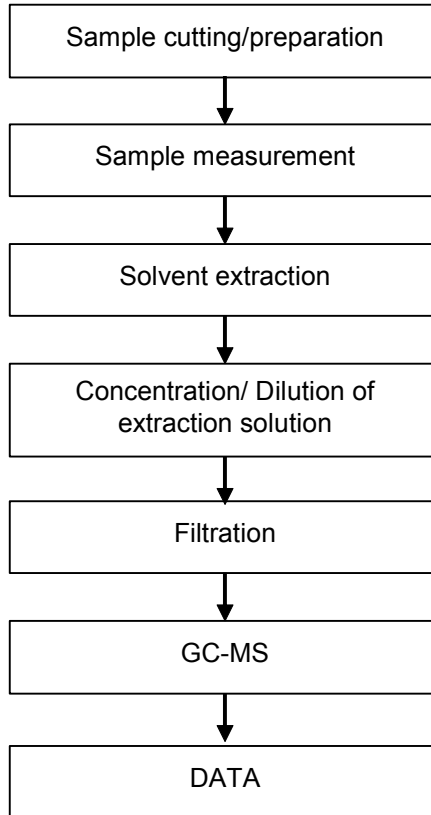 Sample cutting/preparation
Sample measurement
Solvent extraction
Concentration/ Dilution of
extraction solution
Filtration
GC-MS
DATA